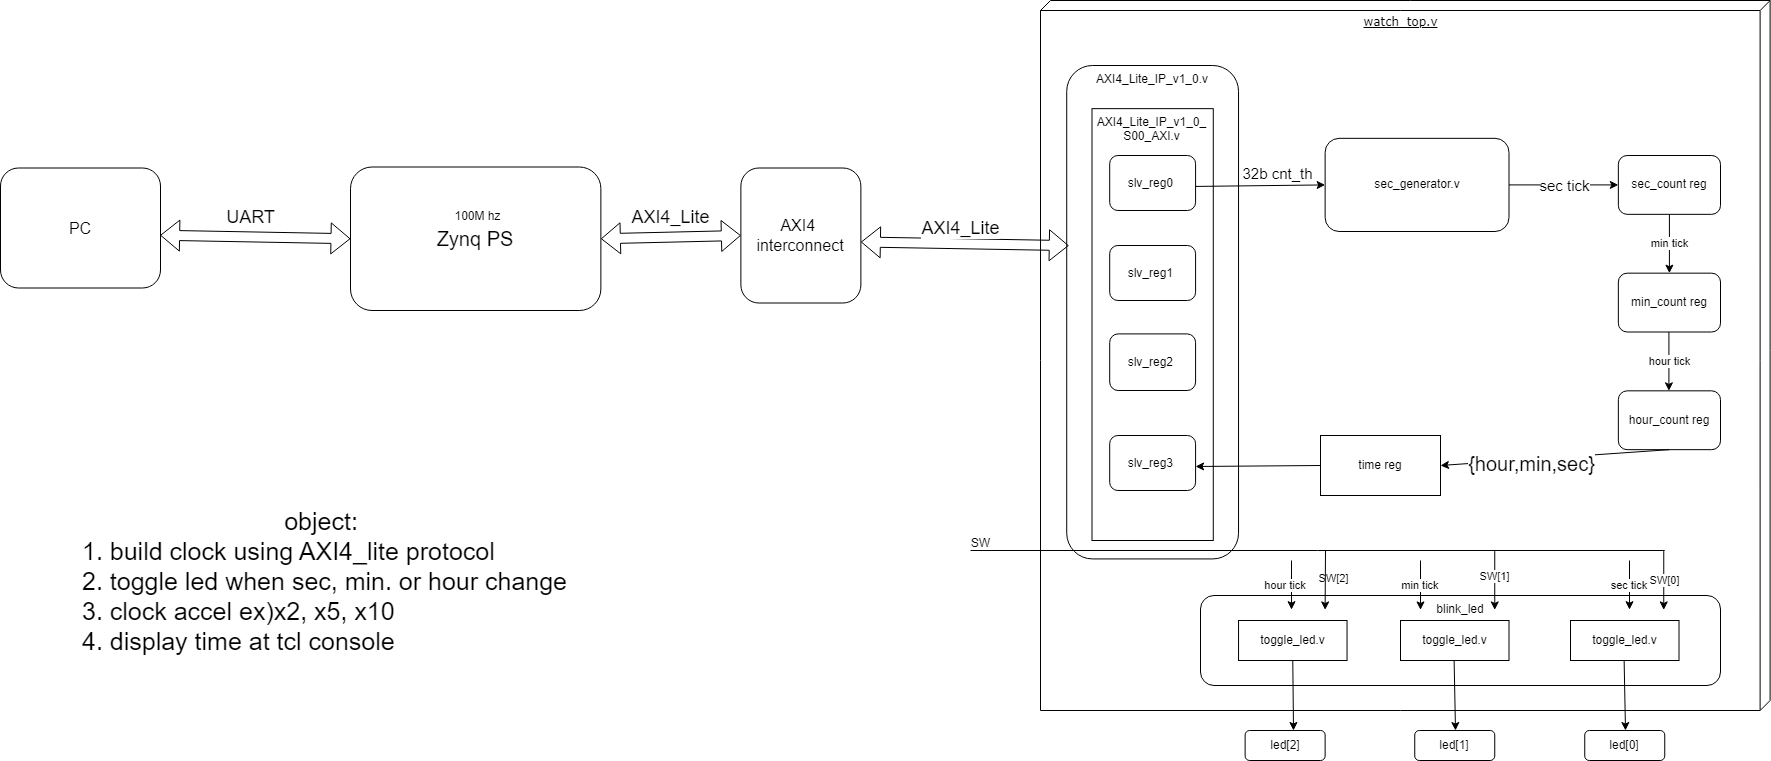 watch_top.v
AXI4_Lite_IP_v1_0.v
AXI4_Lite_IP_v1_0_
S00_AXI.v
slv_reg0
32b cnt_th
sec_generator.v
sec tick
sec_count reg
PC
UART
100M hz
Zynq PS
AXI4_Lite
AXI4
interconnect
AXI4_Lite
min tick
slv_reg1
min_count reg
slv_reg2
hour tick
hour_count reg
slv_reg3
time reg
{hour,min,sec}
object:
1. build clock using AXI4_lite protocol
2. toggle led when sec, min. or hour change
3. clock accel ex)x2, x5, x10
4. display time at tcl console
SW
hour tick
SW[2]
min tick
SW[1]
sec tick
SW[0]
blink_led
toggle_led.v
toggle_led.v
toggle_led.v
led[2]
led[1]
led[0]